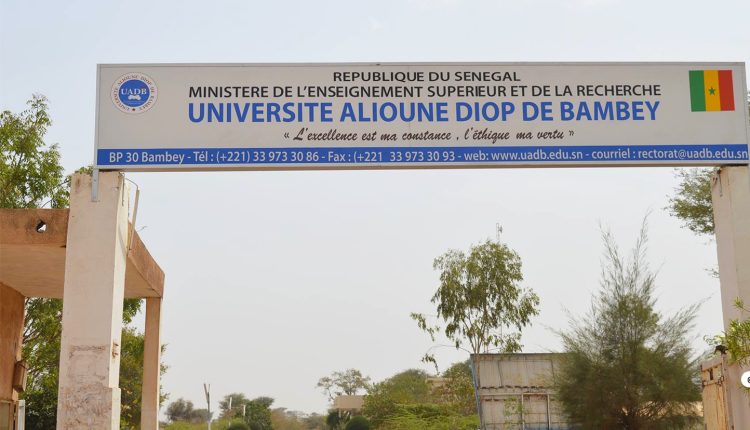 REPUBLIQUE DU SENEGAL
MINISTERE DE L'ENSEIGNEMENT SUPERIEUR ET DE LA RECHERCHE
UNIVERSITE ALIOUNE DIOP DE BAMBEY
« L'excellence est ma constance , l'éthique ma vertu »
BP 30 Bambey - Tél : (+221) 33 973 30 86 - Fax : (+221 33 973 30 93 - web: www.uadb.edu.sn - courriel : rectorat@uadb.edu.sn
UADB